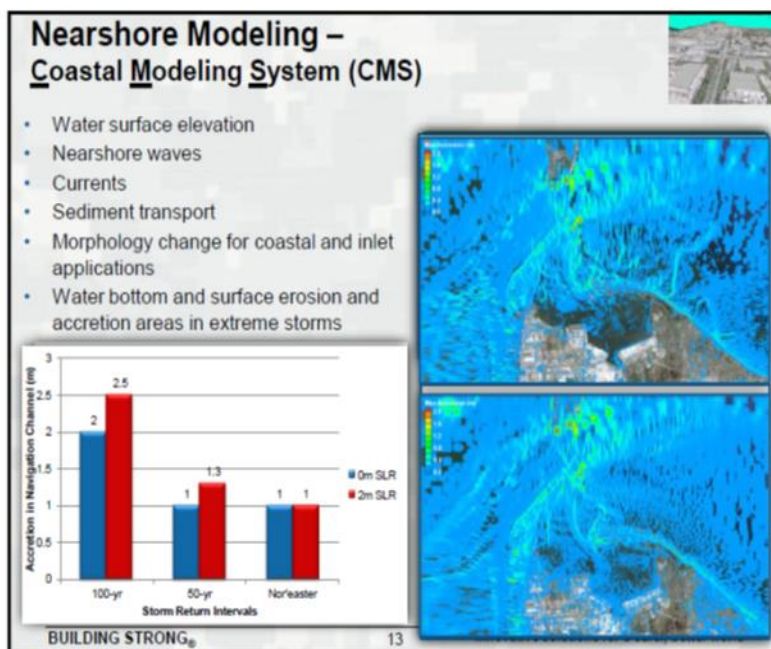 Nearshore Modeling –
Coastal Modeling System (CMS)
• Water surface elevation
• Nearshore waves
• Currents
• Sediment transport
• Morphology change for coastal and inlet
applications
• Water bottom and surface erosion and
accretion areas in extreme storms
Accretion in Navigation Channel (m)
3
2.5
2
1.5
1
0.5
0
2
2.5
1
1.3
1
1
0m SLR
2m SLR
100-yr
50-yr
Nor'easter
Storm Return Intervals
BUILDING STRONG®
13